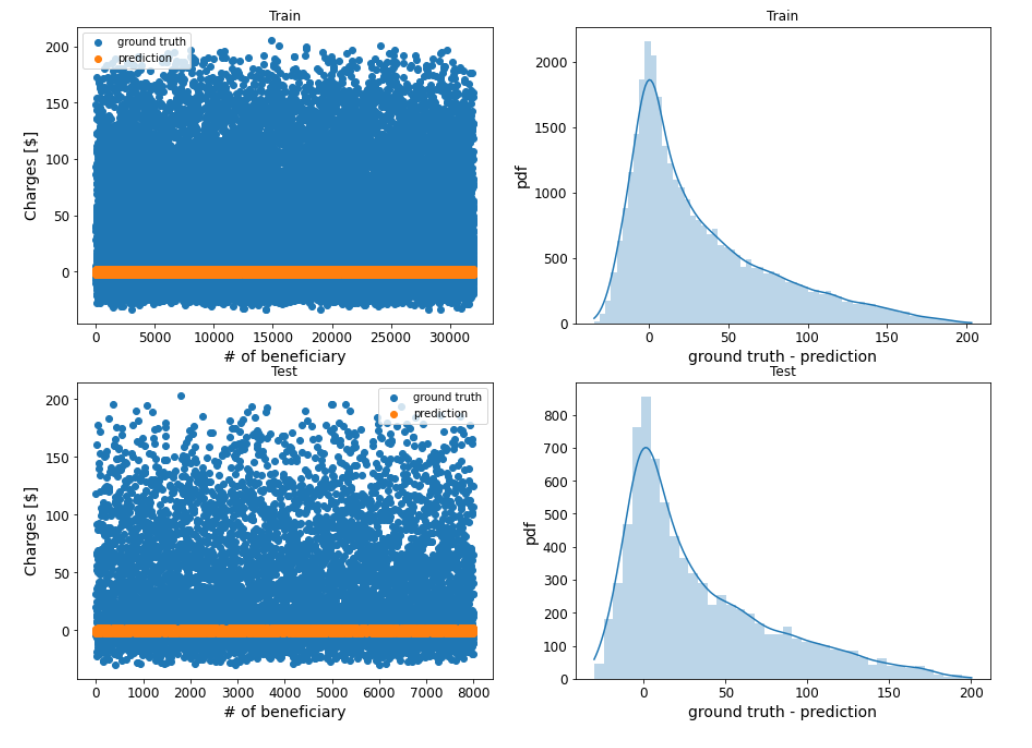 Train
200
150
100
50
0
Charges [$]
ground truth
prediction
0 5000 10000 15000 20000 25000 30000
# of beneficiary
Train
2000
1500
1000
500
0
pdf
0 50 100 150 200
ground truth - prediction
Test
200
150
100
50
0
Charges [$]
ground truth
prediction
0 1000 2000 3000 4000 5000 6000 7000 8000
# of beneficiary
Test
800
700
600
500
400
300
200
100
0
pdf
0 50 100 150 200
ground truth - prediction